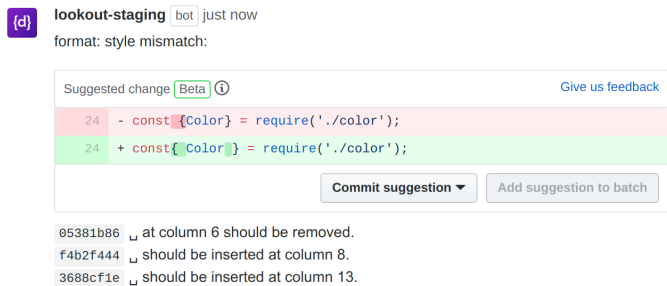 {d} lookout-staging bot just now
format: style mismatch:
Suggested change Beta Give us feedback
24 - const {Color} = require('./color');
24 + const{ Color } = require('./color');
Commit suggestion Add suggestion to batch
05381b86 ␣ at column 6 should be removed.
f4b2f444 ␣ should be inserted at column 8.
3688cf1e ␣ should be inserted at column 13.